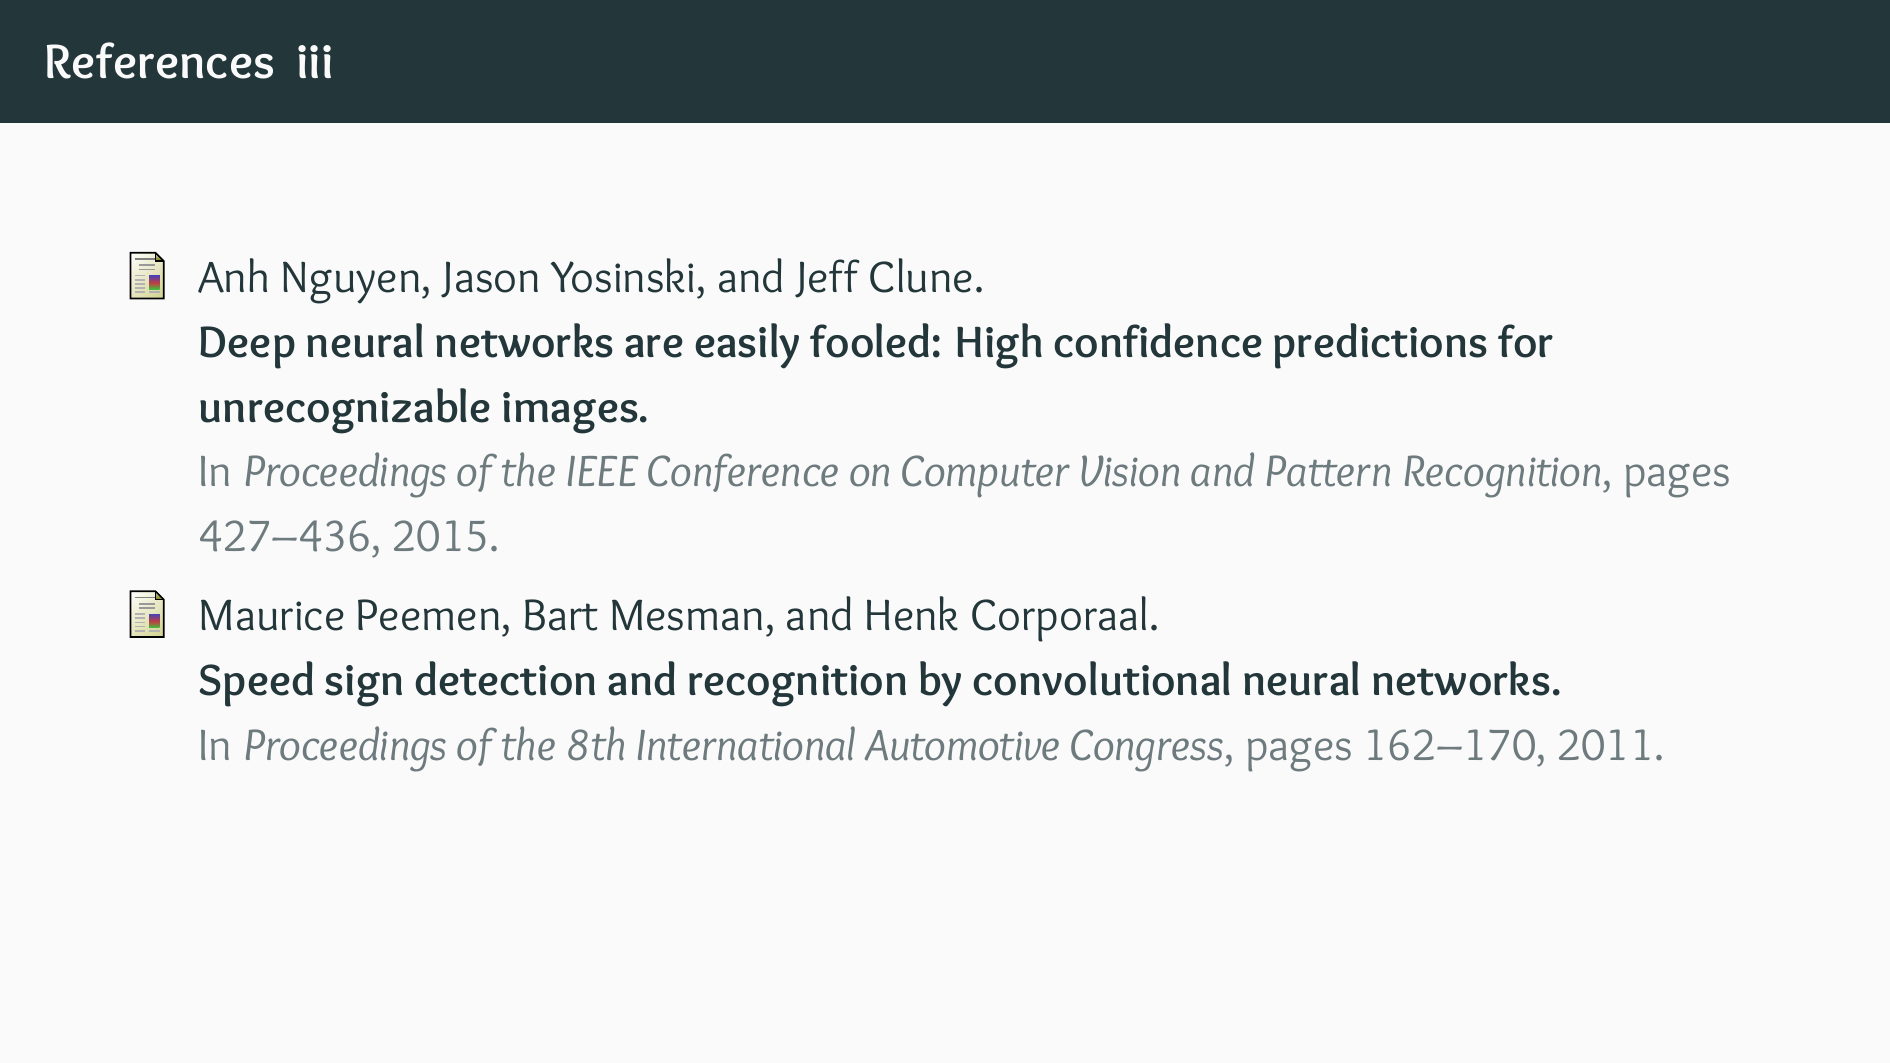 References iii
Anh Nguyen, Jason Yosinski, and Jeff Clune.
Deep neural networks are easily fooled: High confidence predictions for
unrecognizable images.
In Proceedings of the IEEE Conference on Computer Vision and Pattern Recognition, pages
427–436, 2015.
Maurice Peemen, Bart Mesman, and Henk Corporaal.
Speed sign detection and recognition by convolutional neural networks.
In Proceedings of the 8th International Automotive Congress, pages 162–170, 2011.